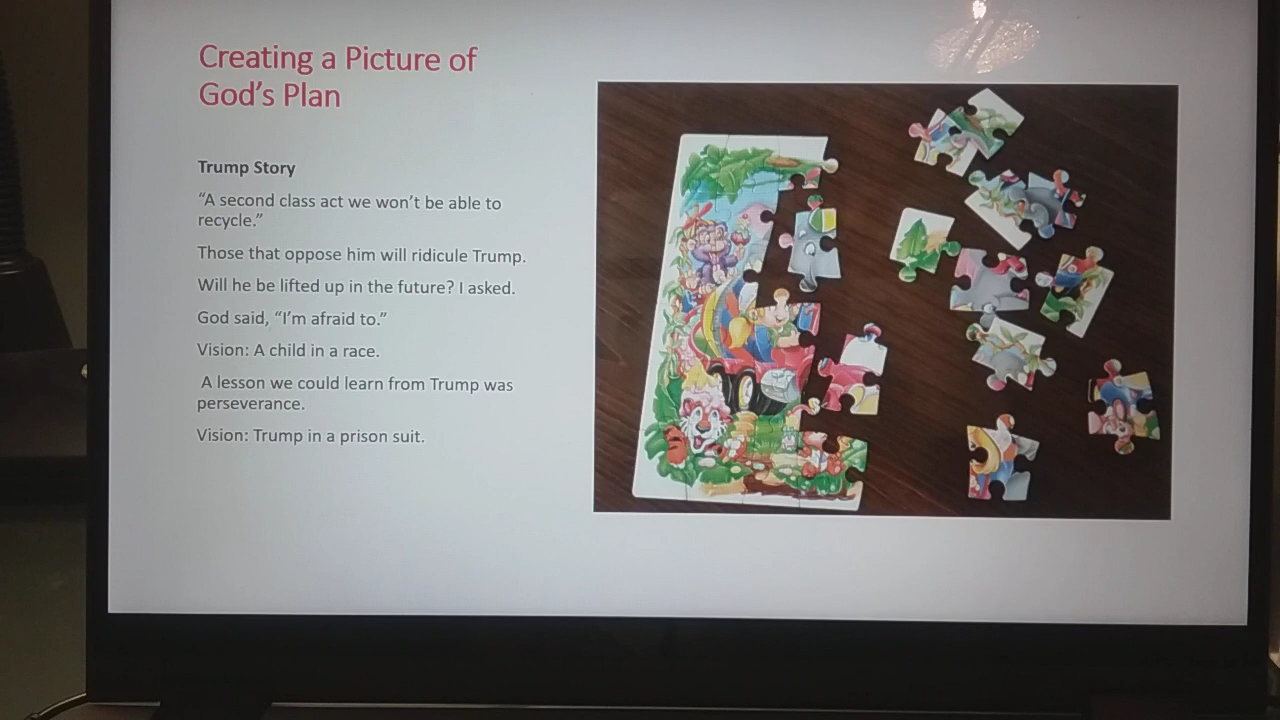 Creating a Picture of
God's Plan
Trump Story
"A second class act we won't be able to
recycle."
Those that oppose him will ridicule Trump.
Will he be lifted up in the future? I asked.
God said, "I'm afraid to."
Vision: A child in a race.
A lesson we could learn from Trump was
perseverance.
Vision: Trump in a prison suit.